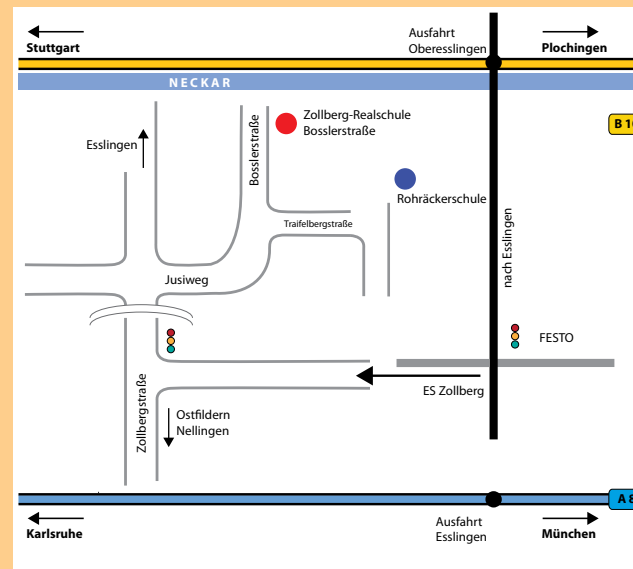 Stuttgart
Ausfahrt
Oberesslingen
Plochingen
NECKAR
Zollberg-Realschule
Bosslerstraße
B 10
Esslingen
Bosslerstraße
Rohräckerschule
Traifelbergstraße
nach Esslingen
Jusiweg
FESTO
ES Zollberg
Zollbergstraße
Ostfildern
Nellingen
A 8
Karlsruhe
Ausfahrt
Esslingen
München